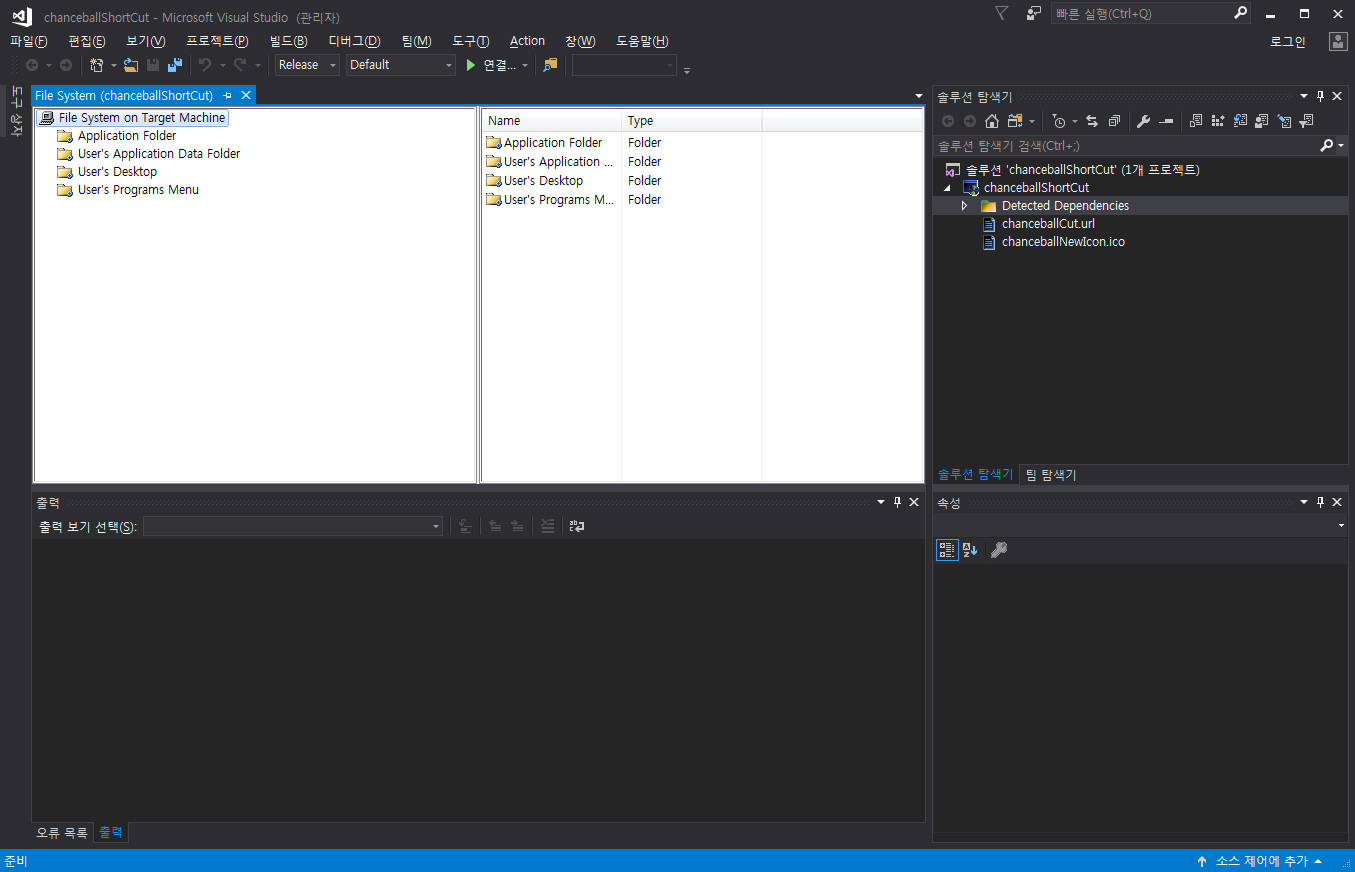 chanceballShortCut - Microsoft Visual Studio (관리자)
빠른 실행(Ctrl+Q)
파일(F) 편집(E) 보기(V) 프로젝트(P) 빌드(B) 디버그(D) 팀(M) 도구(T) Action 창(W) 도움말(H)
로그인
Release Default 연결...
도구 상자
File System (chanceballShortCut)
File System on Target Machine
Application Folder
User's Application Data Folder
User's Desktop
User's Programs Menu
Name Type
Application Folder Folder
User's Application ... Folder
User's Desktop Folder
User's Programs M... Folder
솔루션 탐색기
솔루션 탐색기 검색(Ctrl+;)
솔루션 'chanceballShortCut' (1개 프로젝트)
chanceballShortCut
Detected Dependencies
chanceballCut.url
chanceballNewIcon.ico
솔루션 탐색기 팀 탐색기
출력
출력 보기 선택(S):
속성
오류 목록 출력
준비
소스 제어에 추가